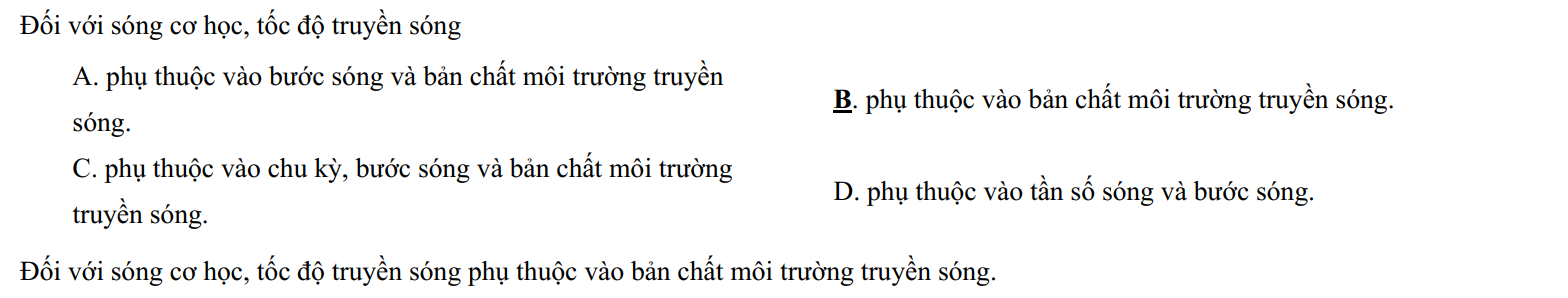 Đối với sóng cơ học, tốc độ truyền sóng
A. phụ thuộc vào bước sóng và bản chất môi trường truyền
sóng.
B. phụ thuộc vào bản chất môi trường truyền sóng.
C. phụ thuộc vào chu kỳ, bước sóng và bản chất môi trường
truyền sóng.
D. phụ thuộc vào tần số sóng và bước sóng.
Đối với sóng cơ học, tốc độ truyền sóng phụ thuộc vào bản chất môi trường truyền sóng.